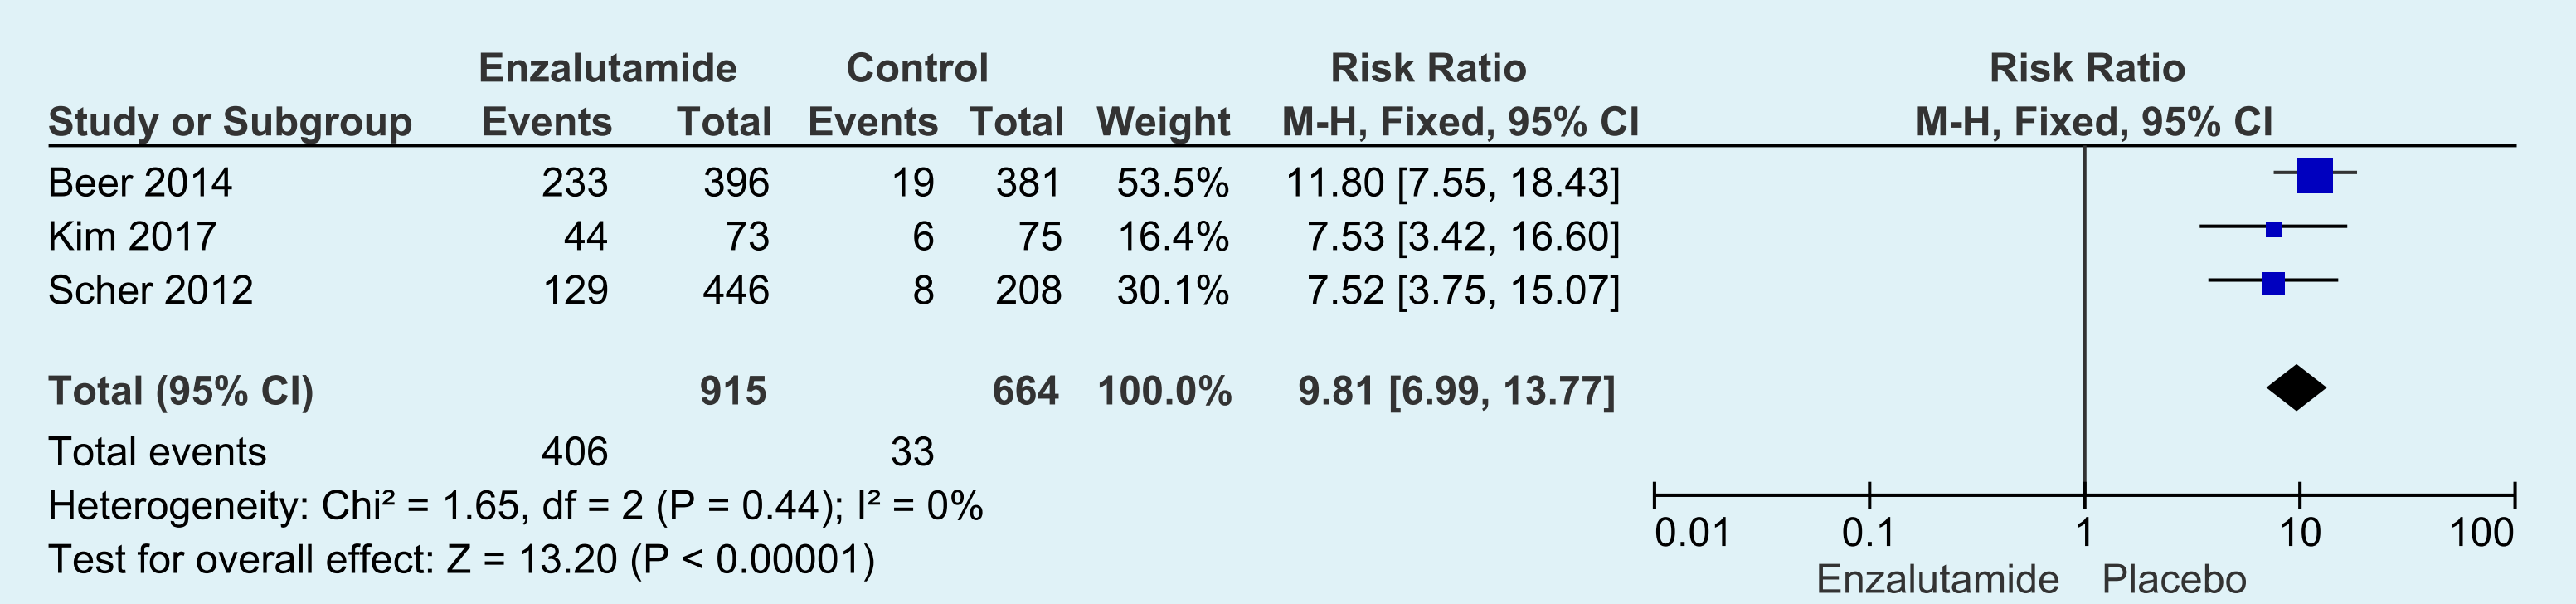 Enzalutamide Control Risk Ratio Risk Ratio
Study or Subgroup Events Total Events Total Weight M-H, Fixed, 95% CI M-H, Fixed, 95% CI
Beer 2014 233 396 19 381 53.5% 11.80 [7.55, 18.43]
Kim 2017 44 73 6 75 16.4% 7.53 [3.42, 16.60]
Scher 2012 129 446 8 208 30.1% 7.52 [3.75, 15.07]
Total (95% CI) 915 664 100.0% 9.81 [6.99, 13.77]
Total events 406 33
Heterogeneity: Chi² = 1.65, df = 2 (P = 0.44); I² = 0%
Test for overall effect: Z = 13.20 (P < 0.00001)
0.01 0.1 1 10 100
Enzalutamide Placebo